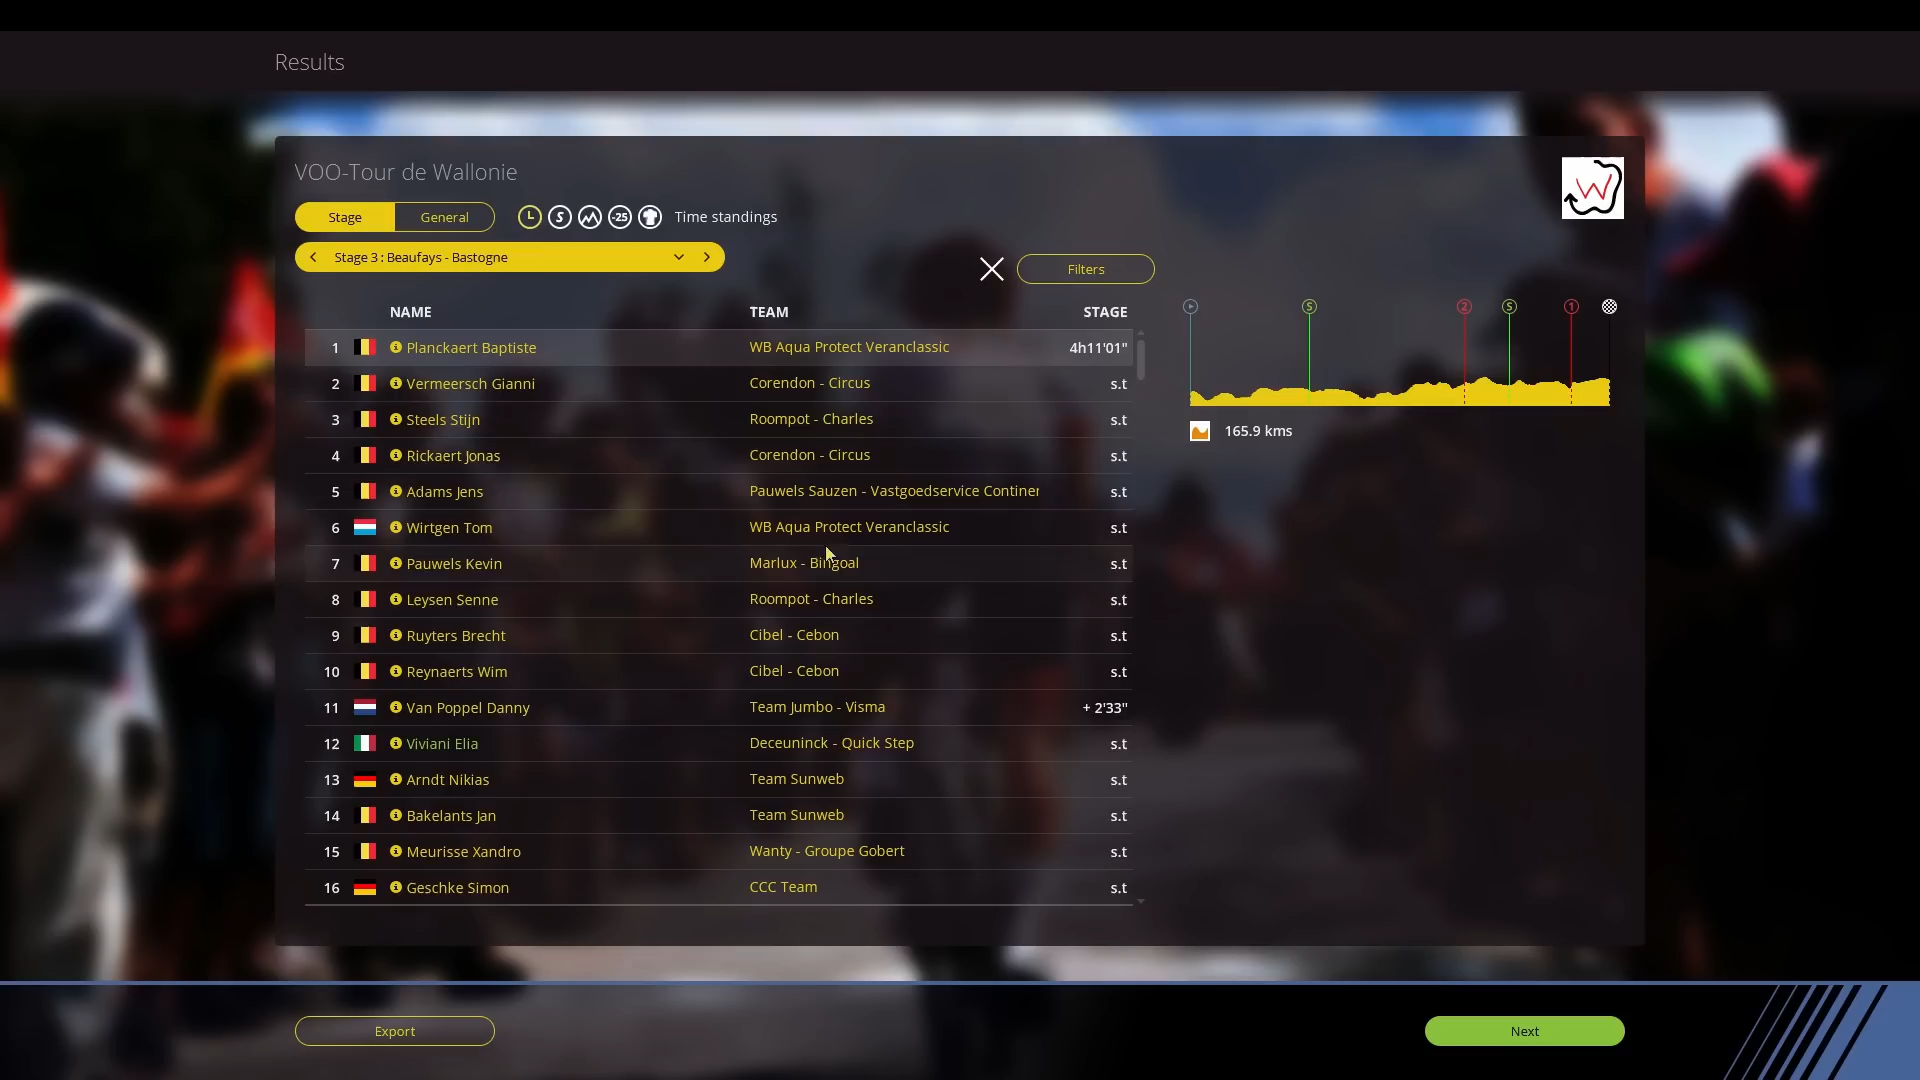 Results
VOO-Tour de Wallonie
W
Stage General S -25 Time standings
Stage 3 : Beaufays - Bastogne
Filters
NAME TEAM STAGE
1 Planckaert Baptiste WB Aqua Protect Veranclassic 4h11'01"
2 Vermeersch Gianni Corendon - Circus s.t
3 Steels Stijn Roompot - Charles s.t
4 Rickaert Jonas Corendon - Circus s.t
5 Adams Jens Pauwels Sauzen - Vastgoedservice Continer s.t
6 Wirtgen Tom WB Aqua Protect Veranclassic s.t
7 Pauwels Kevin Marlux - Bingoal s.t
8 Leysen Senne Roompot - Charles s.t
9 Ruyters Brecht Cibel - Cebon s.t
10 Reynaerts Wim Cibel - Cebon s.t
11 Van Poppel Danny Team Jumbo - Visma + 2'33"
12 Viviani Elia Deceuninck - Quick Step s.t
13 Arndt Nikias Team Sunweb s.t
14 Bakelants Jan Team Sunweb s.t
15 Meurisse Xandro Wanty - Groupe Gobert s.t
16 Geschke Simon CCC Team s.t
S 2 S 1
165.9 kms
Export
Next